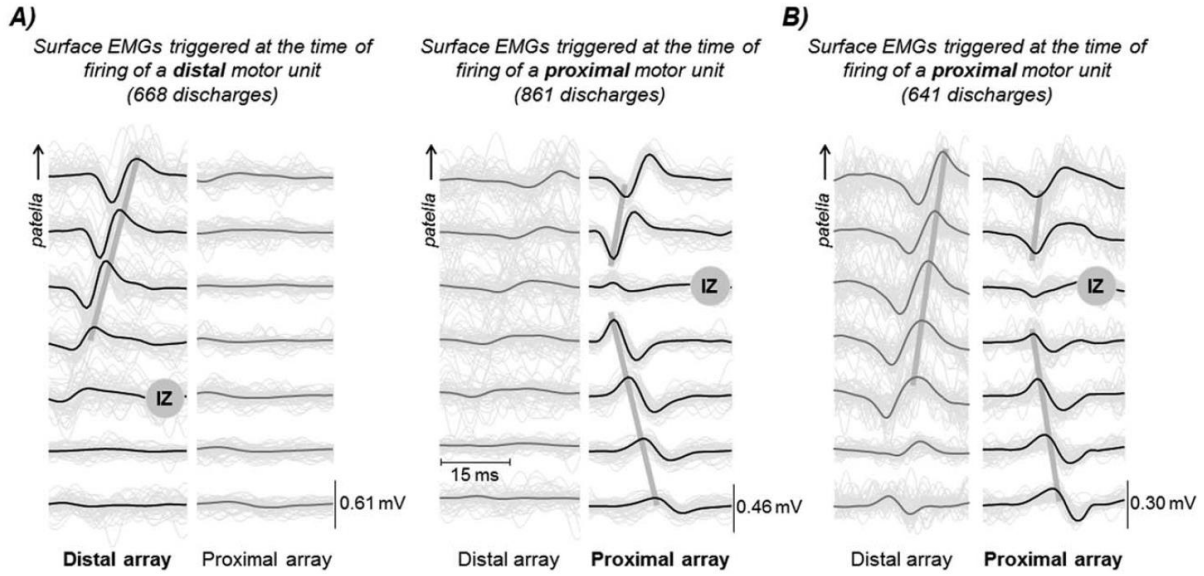 A)
Surface EMGs triggered at the time of
firing of a distal motor unit
(668 discharges)
Surface EMGs triggered at the time of
firing of a proximal motor unit
(861 discharges)
B)
Surface EMGs triggered at the time of
firing of a proximal motor unit
(641 discharges)
patella
patella
patella
IZ
IZ
IZ
15 ms
0.61 mV
0.46 mV
0.30 mV
Distal array
Proximal array
Distal array
Proximal array
Distal array
Proximal array